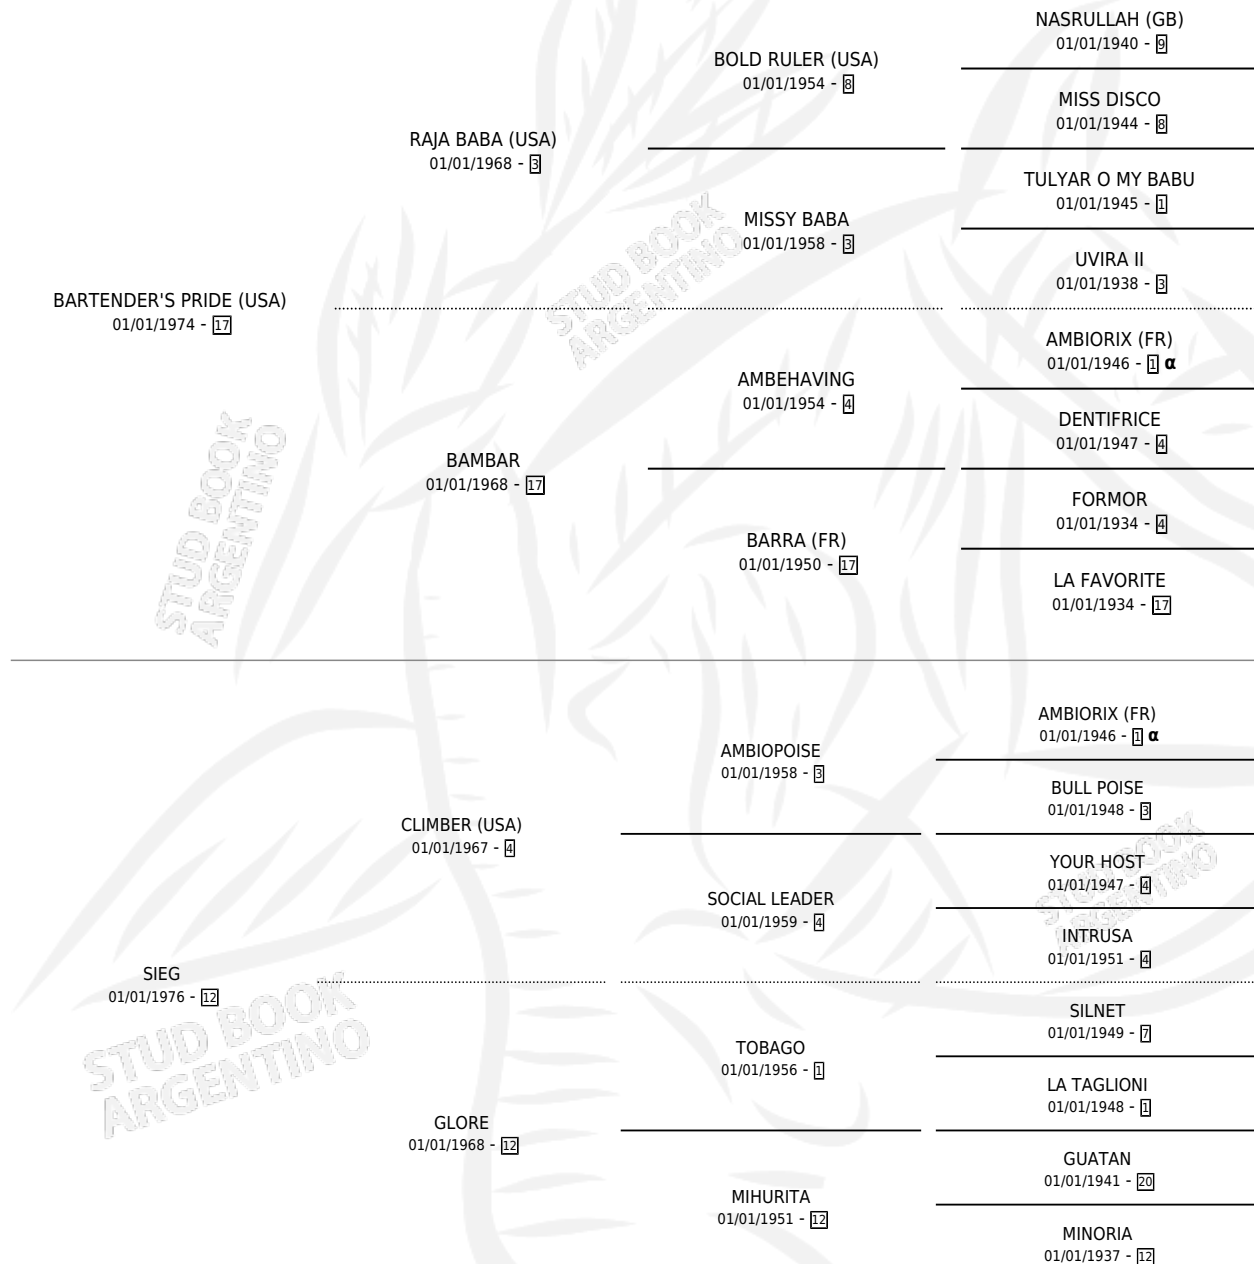 NASRULLAH (GB)
01/01/1940 - 9
BOLD RULER (USA)
01/01/1954 - 8
MISS DISCO
01/01/1944 - 8
RAJA BABA (USA)
01/01/1968 - 3
TULYAR O MY BABU
01/01/1945 - 1
MISSY BABA
01/01/1958 - 3
UVIRA II
01/01/1938 - 3
BARTENDER'S PRIDE (USA)
01/01/1974 - 17
AMBIORIX (FR)
01/01/1946 - 1 α
AMBEHAVING
01/01/1954 - 4
DENTIFRICE
01/01/1947 - 4
BAMBAR
01/01/1968 - 17
FORMOR
01/01/1934 - 4
BARRA (FR)
01/01/1950 - 17
LA FAVORITE
01/01/1934 - 17
AMBIORIX (FR)
01/01/1946 - 1 α
AMBIOPOISE
01/01/1958 - 3
BULL POISE
01/01/1948 - 3
CLIMBER (USA)
01/01/1967 - 4
YOUR HOST
01/01/1947 - 4
SOCIAL LEADER
01/01/1959 - 4
INTRUSA
01/01/1951 - 4
SIEG
01/01/1976 - 12
SILNET
01/01/1949 - 7
TOBAGO
01/01/1956 - 1
LA TAGLIONI
01/01/1948 - 1
GLORE
01/01/1968 - 12
GUATAN
01/01/1941 - 20
MIHURITA
01/01/1951 - 12
MINORIA
01/01/1937 - 12
STUD BOOK
ARGENTINO
STUD BOOK
ARGENTINO
STUD BOOK
ARGENTINO
STUD BOOK
ARGENTINO